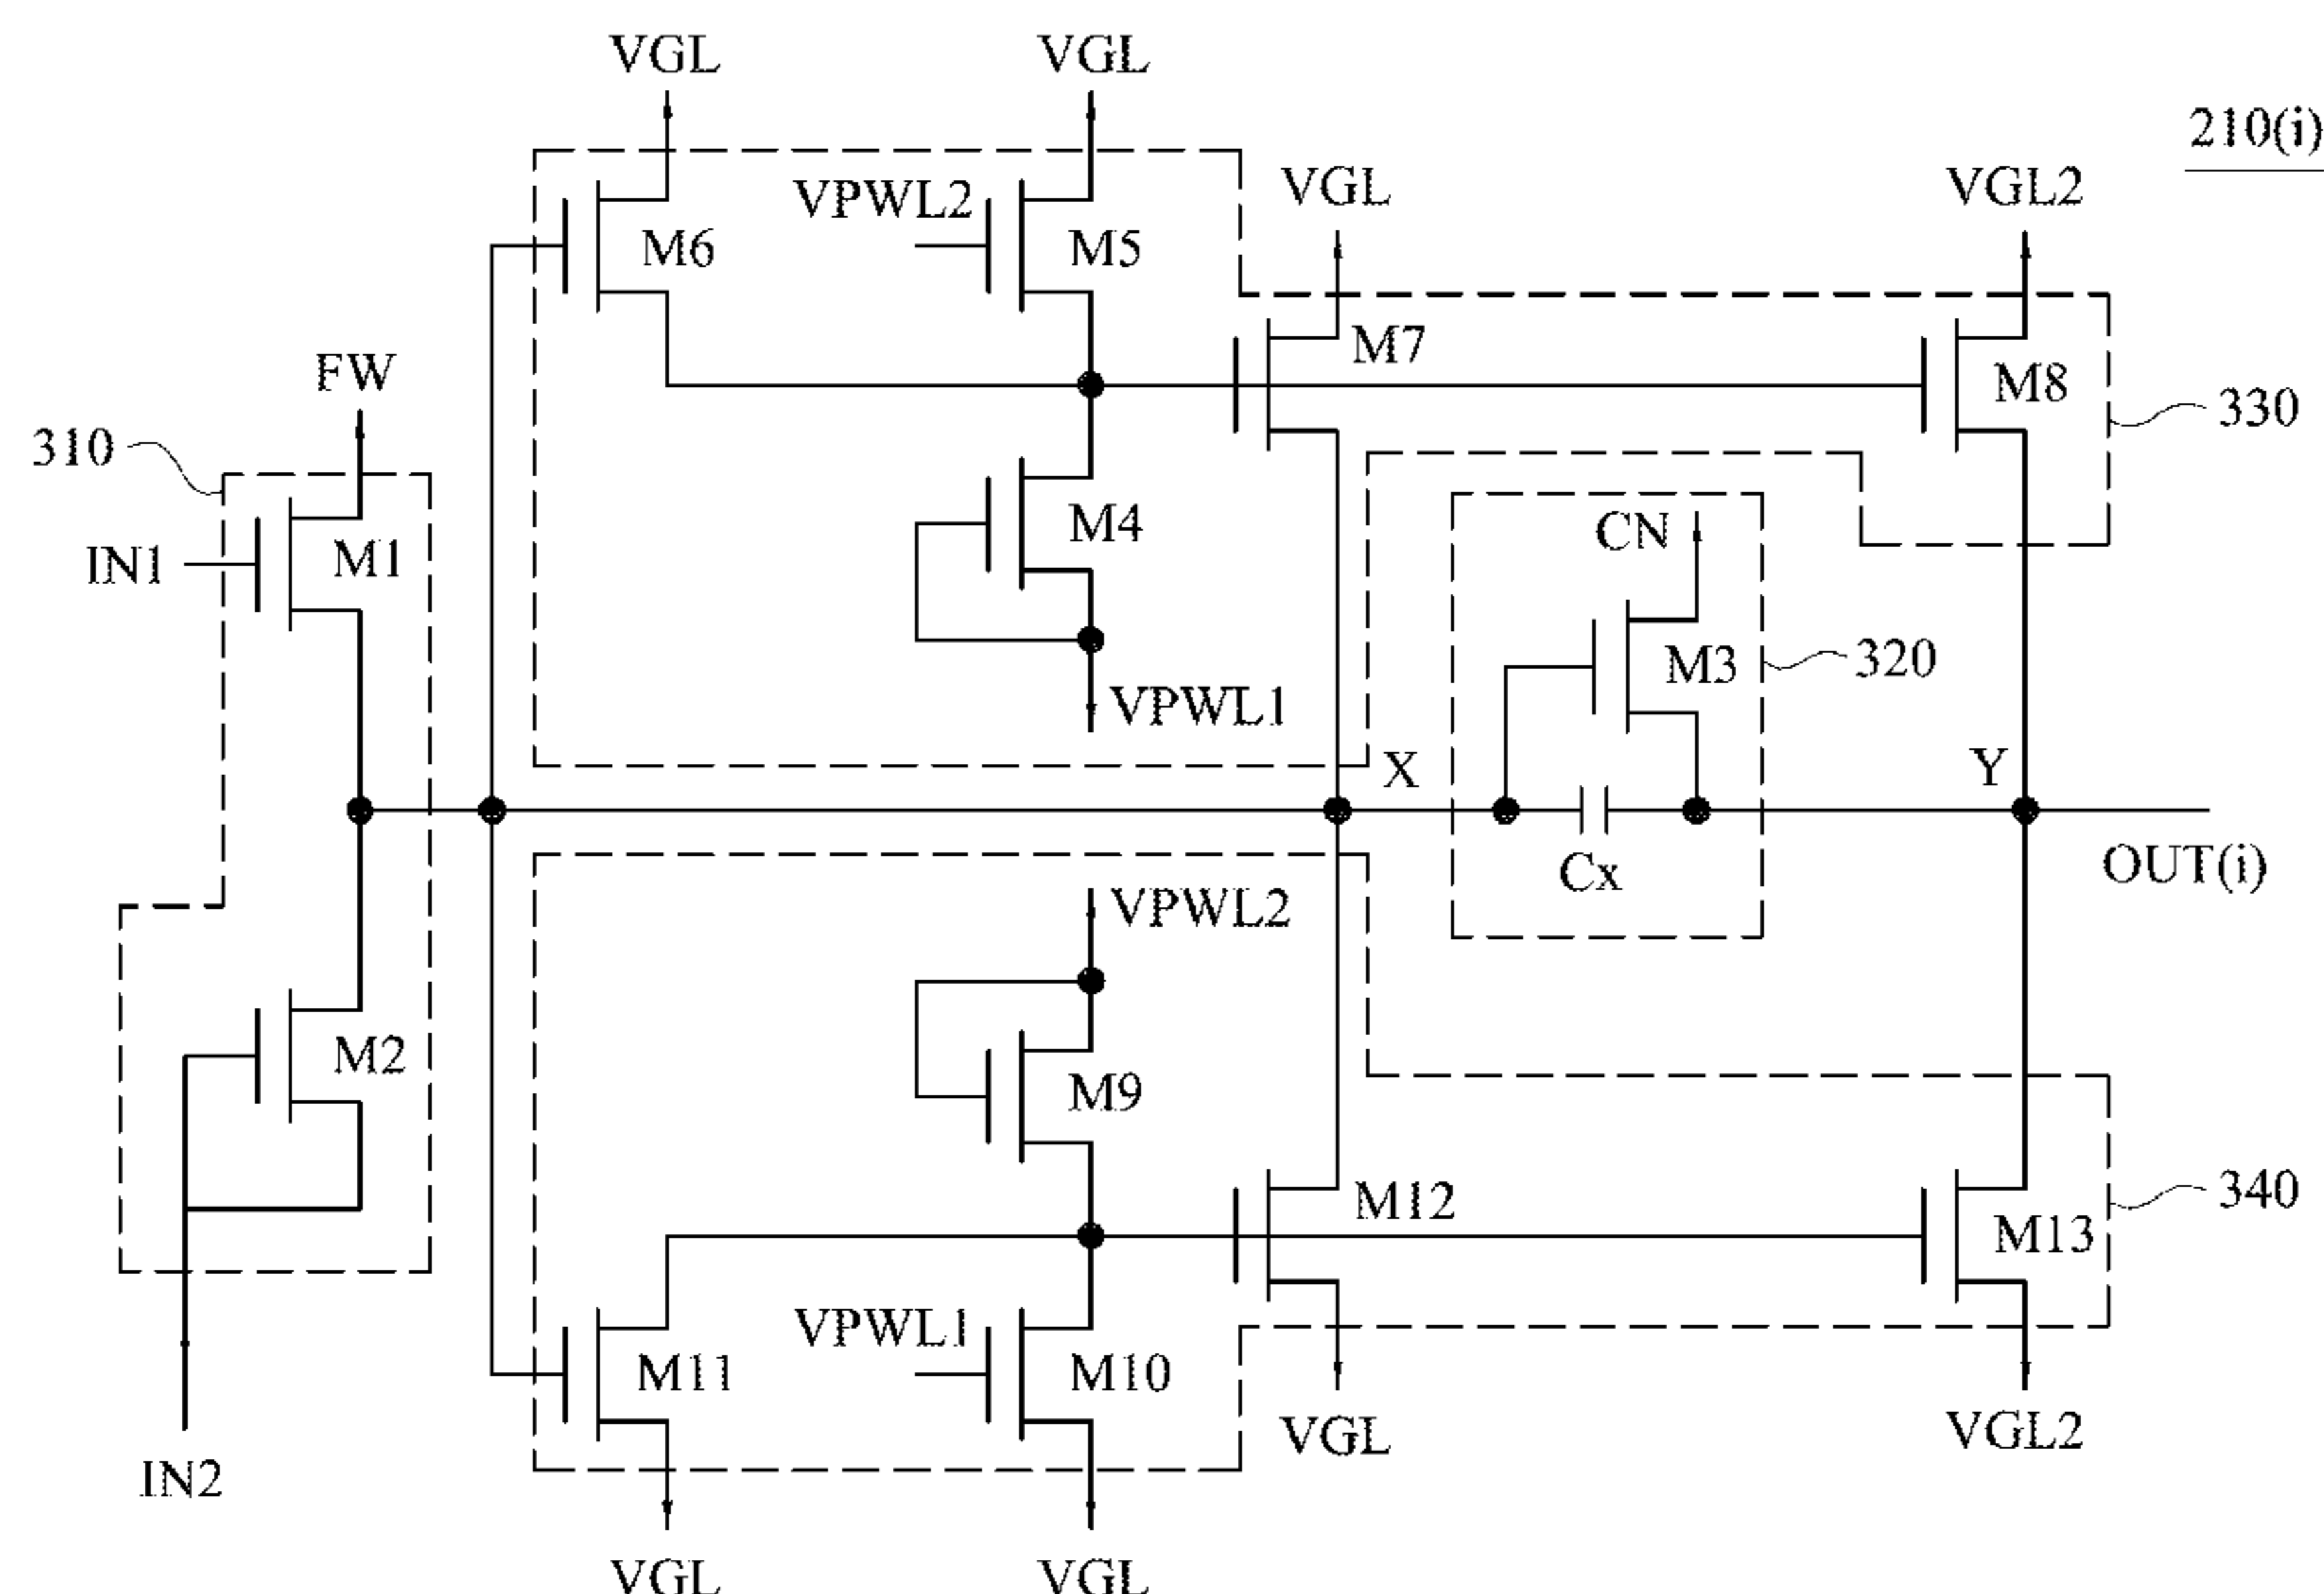 VGL
VGL
210(i)
VPWL2
VGL
VGL2
M6
M5
M7
FW
M8
330
310
IN1
M1
M4
CN
M3
320
VPWL1
X
Y
Cx
OUT(i)
VPWL2
M2
M9
M12
M13
340
VPWL1
M11
M10
VGL
VGL2
IN2
VGL
VGL